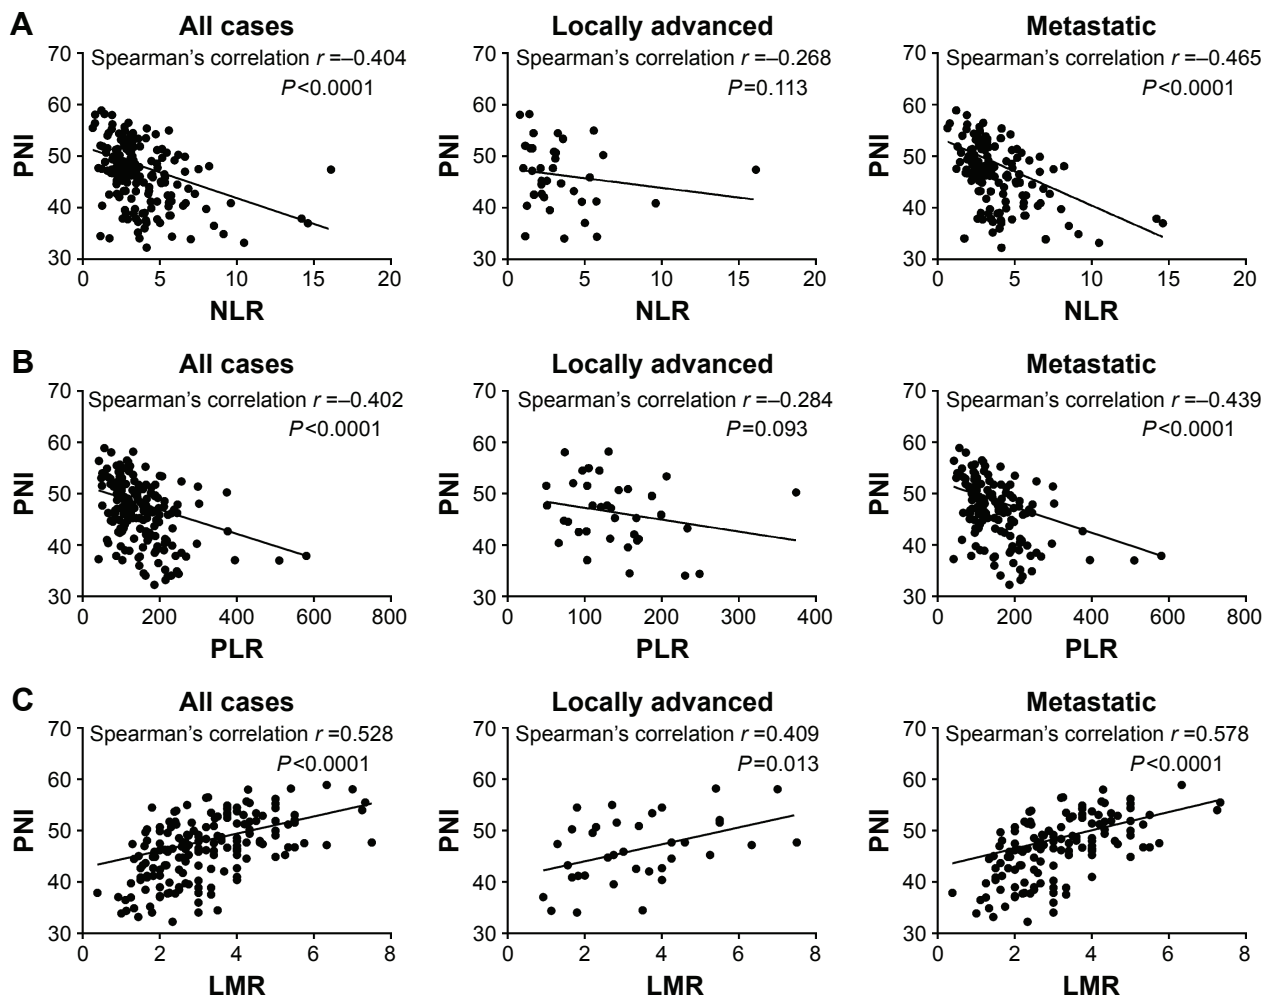 A
All cases
Locally advanced
Metastatic
Spearman's correlation r =–0.404
P<0.0001
PNI
70
60
50
40
30
0
5
10
15
20
NLR
Spearman's correlation r =–0.268
P=0.113
PNI
70
60
50
40
30
0
5
10
15
20
NLR
Spearman's correlation r =–0.465
P<0.0001
PNI
70
60
50
40
30
0
5
10
15
20
NLR
B
All cases
Locally advanced
Metastatic
Spearman's correlation r =–0.402
P<0.0001
PNI
70
60
50
40
30
0
200
400
600
800
PLR
Spearman's correlation r =–0.284
P=0.093
PNI
70
60
50
40
30
0
100
200
300
400
PLR
Spearman's correlation r =–0.439
P<0.0001
PNI
70
60
50
40
30
0
200
400
600
800
PLR
C
All cases
Locally advanced
Metastatic
Spearman's correlation r =0.528
P<0.0001
PNI
70
60
50
40
30
0
2
4
6
8
LMR
Spearman's correlation r =0.409
P=0.013
PNI
70
60
50
40
30
0
2
4
6
8
LMR
Spearman's correlation r =0.578
P<0.0001
PNI
70
60
50
40
30
0
2
4
6
8
LMR